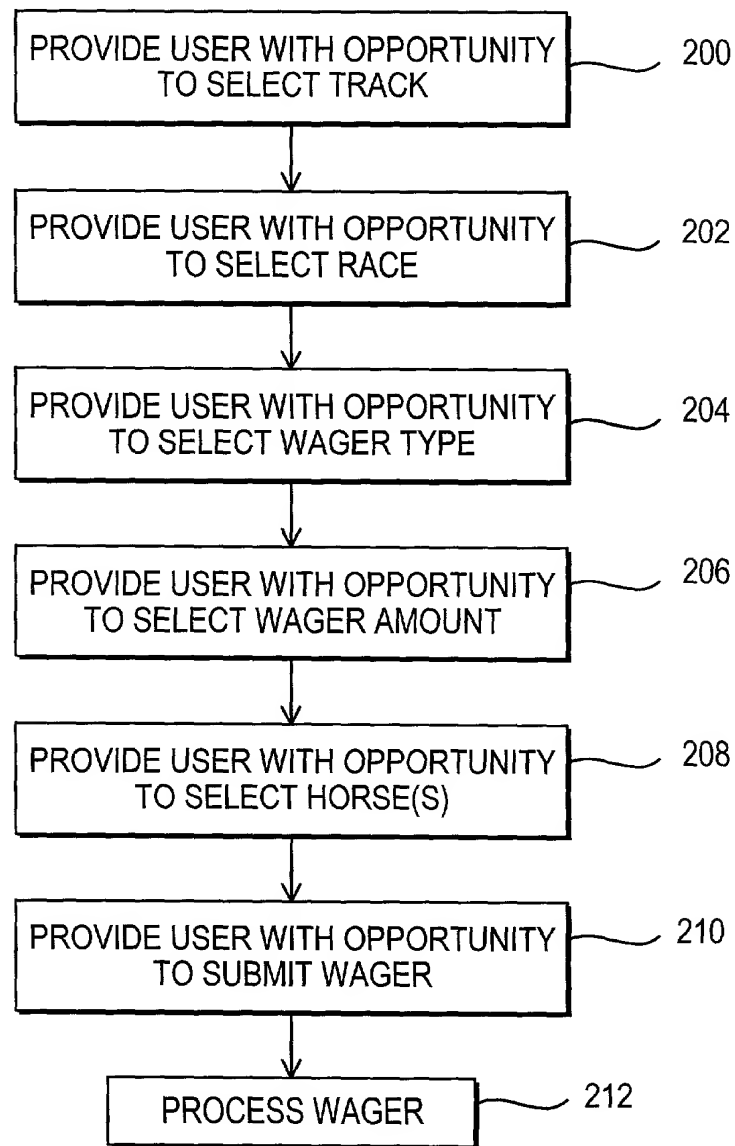 PROVIDE USER WITH OPPORTUNITY
TO SELECT TRACK
200
PROVIDE USER WITH OPPORTUNITY
TO SELECT RACE
202
PROVIDE USER WITH OPPORTUNITY
TO SELECT WAGER TYPE
204
PROVIDE USER WITH OPPORTUNITY
TO SELECT WAGER AMOUNT
206
PROVIDE USER WITH OPPORTUNITY
TO SELECT HORSE(S)
208
PROVIDE USER WITH OPPORTUNITY
TO SUBMIT WAGER
210
PROCESS WAGER
212